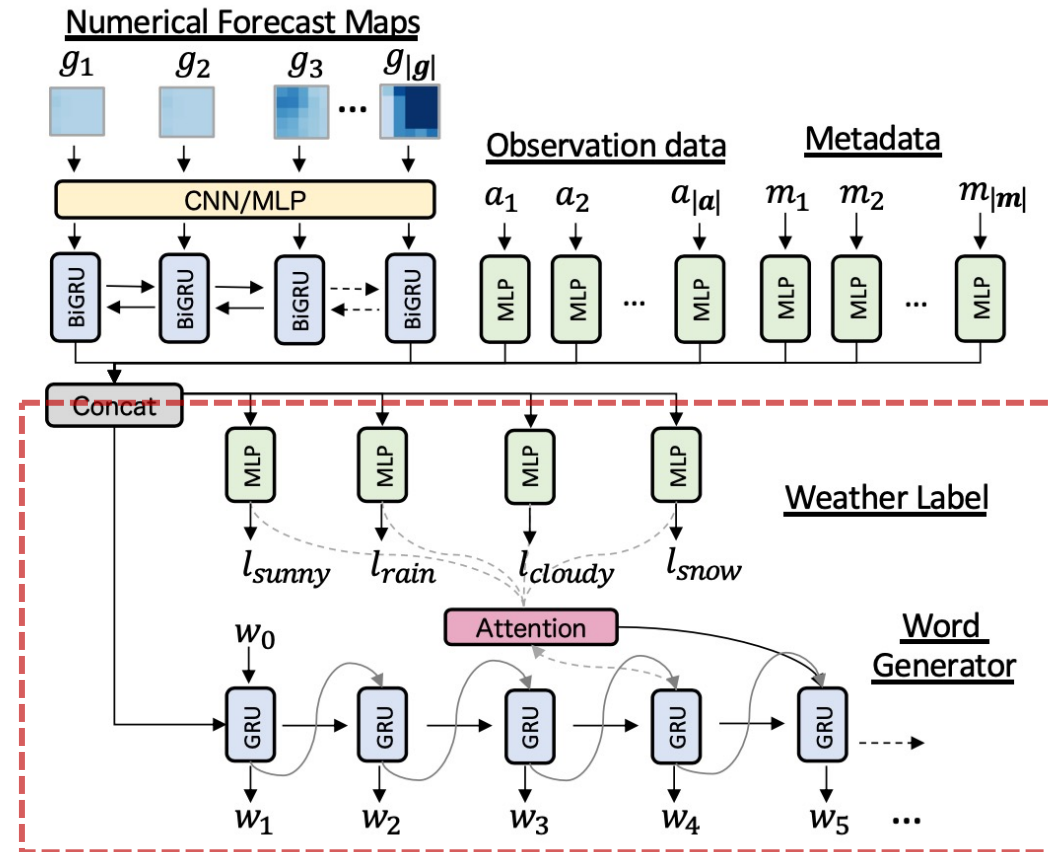 Numerical Forecast Maps
g1 g2 g3 ... g|g|
Observation data
Metadata
a1 a2 a|a| m1 m2 m|m|
CNN/MLP
BiGRU BiGRU BiGRU BiGRU MLP MLP ... MLP MLP MLP ... MLP
Concat
MLP MLP MLP MLP
Weather Label
lsunny lrain lcloudy lsnow
Attention
Word
Generator
w0
GRU GRU GRU GRU GRU
w1 w2 w3 w4 w5 ...